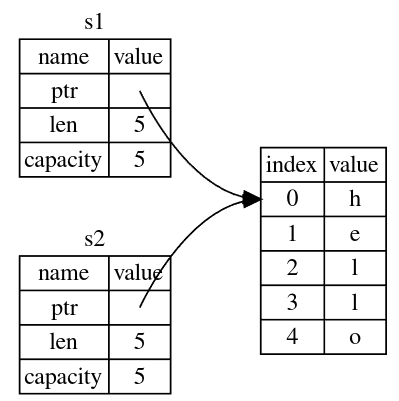 s1
name value
ptr
len 5
capacity 5
s2
name value
ptr
len 5
capacity 5
index value
0 h
1 e
2 l
3 l
4 o